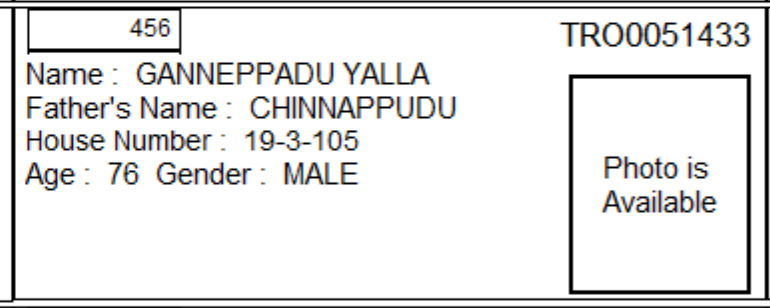 456
TRO0051433
Name : GANNEPPADU YALLA
Father's Name : CHINNAPPUDU
House Number : 19-3-105
Age : 76 Gender : MALE
Photo is
Available